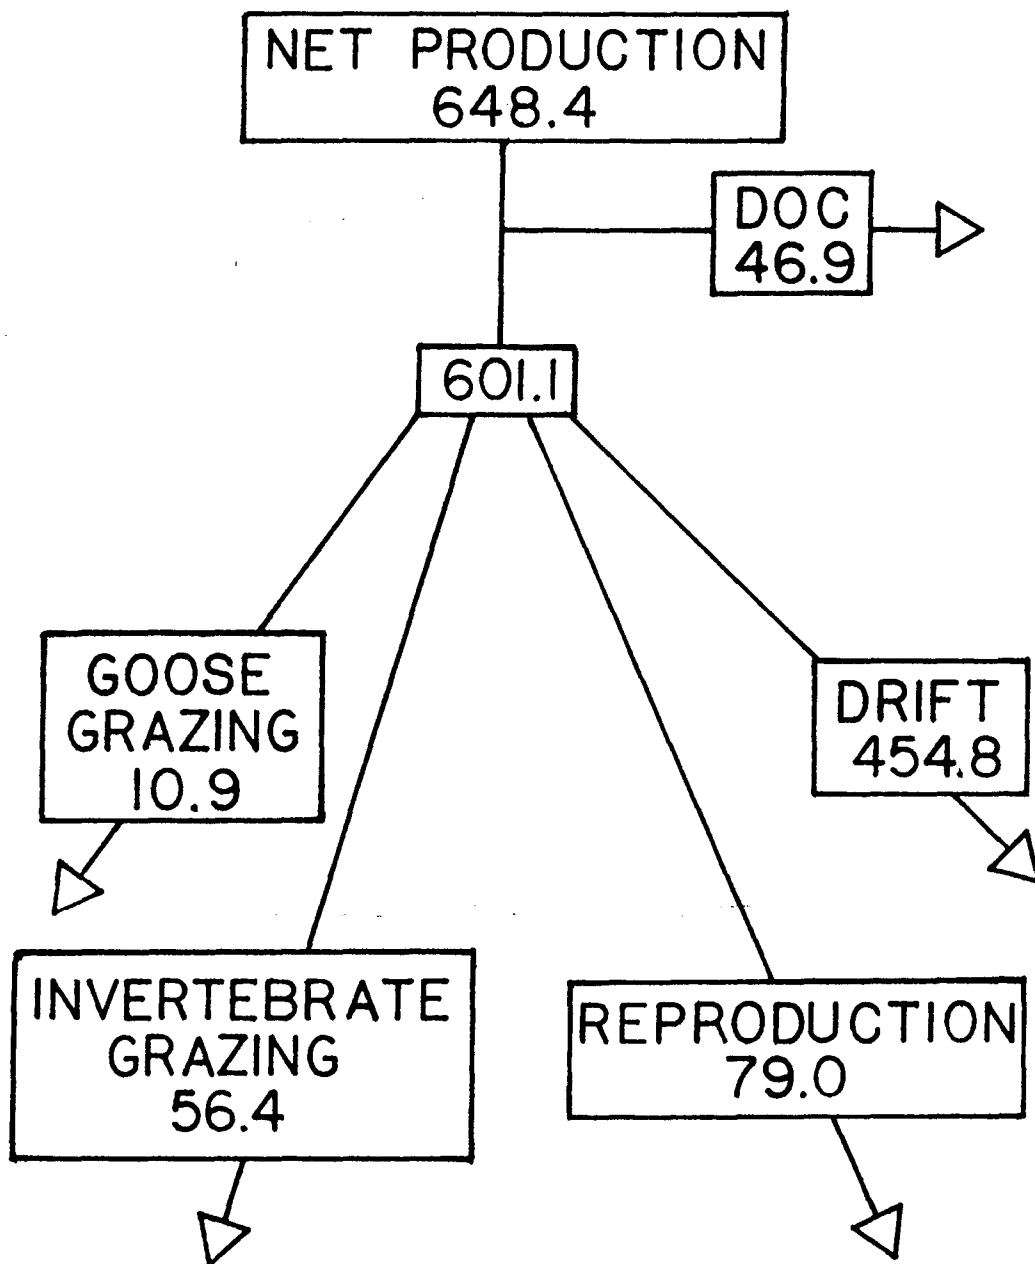 NET PRODUCTION
648.4
DOC
46.9
601.1
GOOSE
GRAZING
10.9
DRIFT
454.8
INVERTEBRATE
GRAZING
56.4
REPRODUCTION
79.0